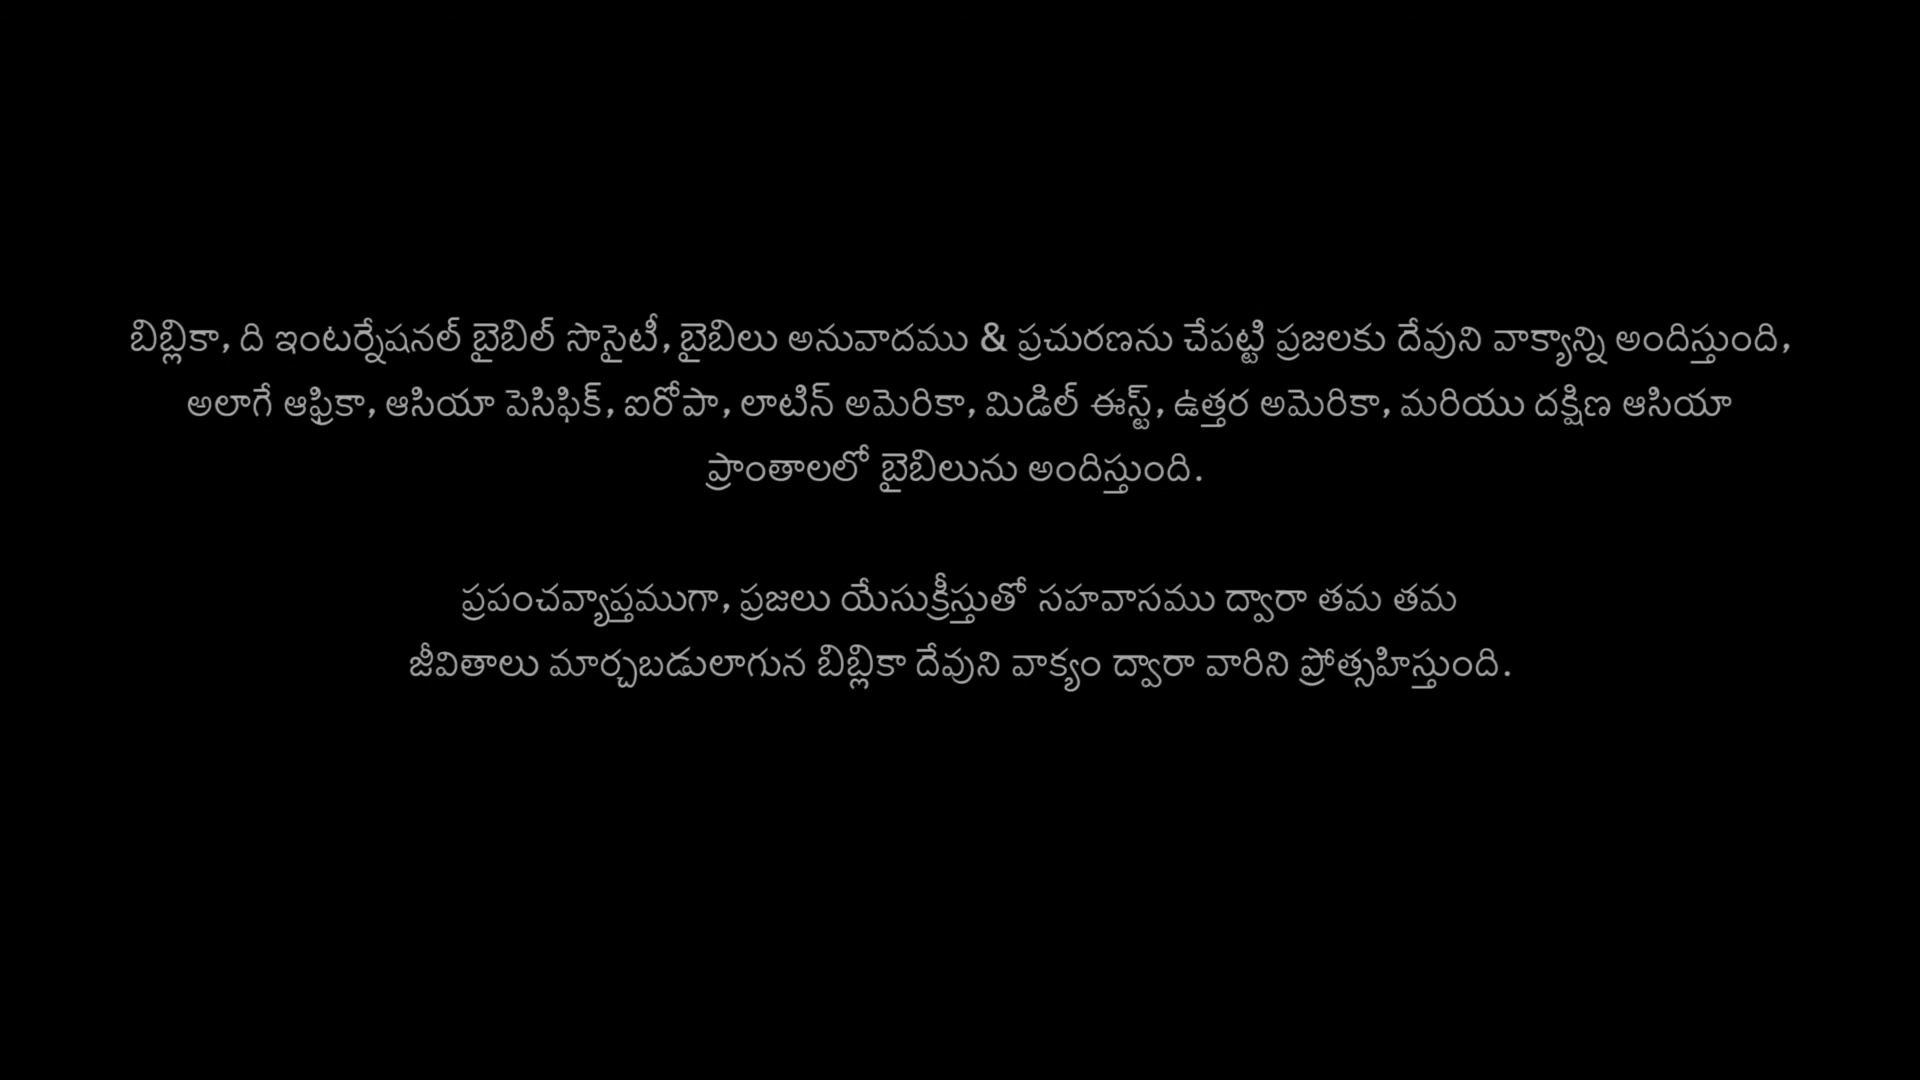 బిబ్లికా, ది ఇంటర్నేషనల్ బైబిల్ సొసైటీ, బైబిలు అనువాదము & ప్రచురణను చేపట్టి ప్రజలకు దేవుని వాక్యాన్ని అందిస్తుంది,
అలాగే ఆఫ్రికా, ఆసియా పెసిఫిక్, ఐరోపా, లాటిన్ అమెరికా, మిడిల్ ఈస్ట్, ఉత్తర అమెరికా, మరియు దక్షిణ ఆసియా
ప్రాంతాలలో బైబిలును అందిస్తుంది.
ప్రపంచవ్యాప్తముగా, ప్రజలు యేసుక్రీస్తుతో సహవాసము ద్వారా తమ తమ
జీవితాలు మార్చబడులాగున బిబ్లికా దేవుని వాక్యం ద్వారా వారిని ప్రోత్సహిస్తుంది.